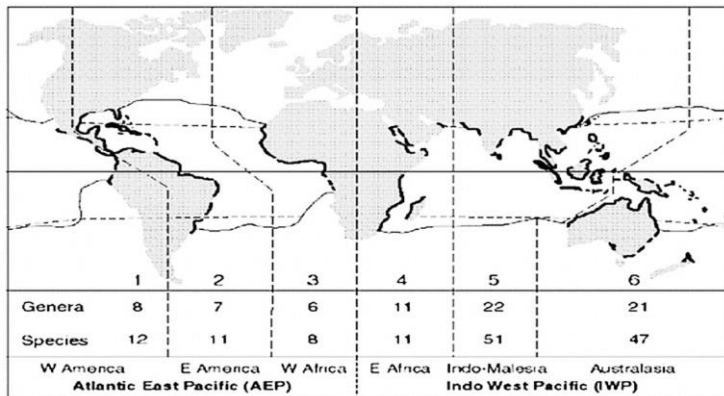 1 2 3 4 5 6
Genera 8 7 6 11 22 21
Species 12 11 8 11 51 47
W America E America W Africa E Africa Indo-Malesia Australasia
Atlantic East Pacific (AEP) Indo West Pacific (IWP)